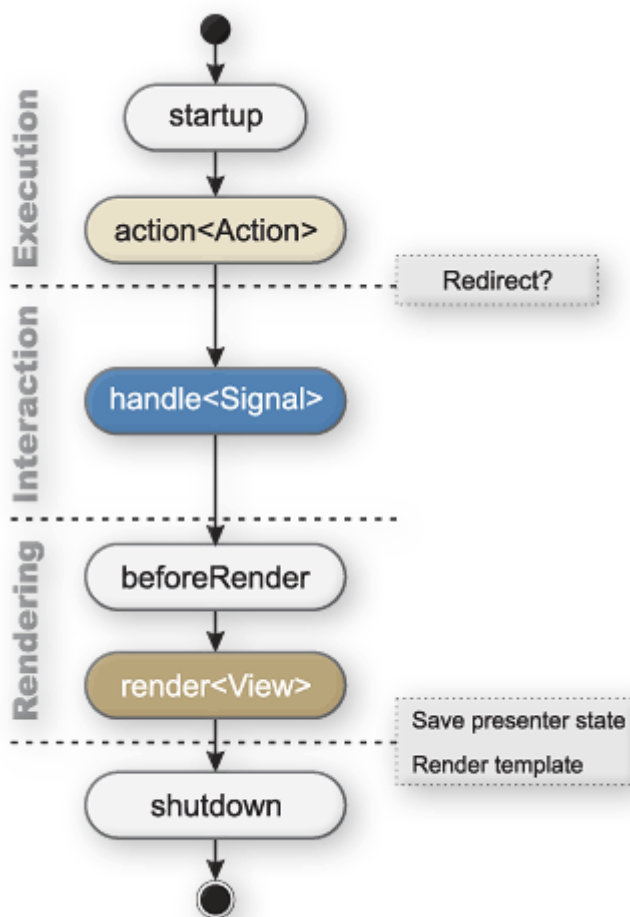 startup
Execution
action<Action>
Redirect?
Interaction
handle<Signal>
beforeRender
Rendering
render<View>
Save presenter state
Render template
shutdown